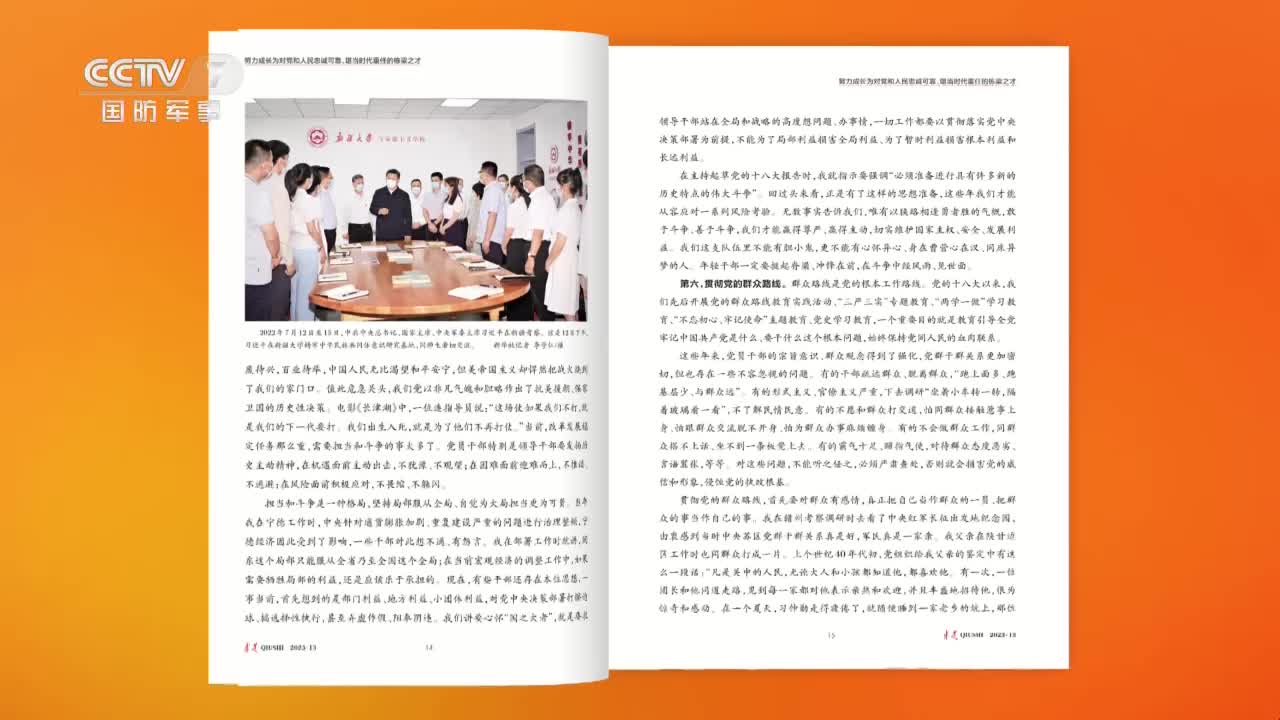 CCTV 7
国防军事
努力成长为对党和人民忠诚可靠、堪当时代重任的栋梁之才
新疆大学 马克思主义学院
2022年7月12日至15日，中共中央总书记、国家主席、中央军委主席习近平在新疆考察。这是12日下午，
习近平在新疆大学铸牢中华民族共同体意识研究基地，同师生亲切交流。 新华社记者 李学仁/摄
废待兴，百业待举，中国人民无比渴望和平安宁，但美帝国主义却悍然把战火烧到
了我们的家门口。值此危急关头，我们党以非凡气魄和胆略作出了抗美援朝、保家
卫国的历史性决策。电影《长津湖》中，一位连指导员说：“这场仗如果我们不打，就
是我们的下一代要打。我们出生入死，就是为了他们不再打仗。”当前，改革发展稳
定任务那么重，需要担当和斗争的事太多了。党员干部特别是领导干部要发扬历
史主动精神，在机遇面前主动出击，不犹豫、不观望；在困难面前迎难而上，不推诿、
不逃避；在风险面前积极应对，不畏缩、不躲闪。
担当和斗争是一种格局，坚持局部服从全局、自觉为大局担当更为可贵。当年
我在宁德工作时，中央针对通货膨胀加剧、重复建设严重的问题进行治理整顿，宁
德经济因此受到了影响，一些干部对此想不通、有怨言。我在部署工作时就讲，闽
东这个局部只能服从全省乃至全国这个全局；在当前宏观经济的调整工作中，如果
需要牺牲局部的利益，还是应该乐于承担的。现在，有些干部还存在本位思想，一
事当前，首先想到的是部门利益、地方利益、小团体利益，对党中央决策部署打擦边
球、搞选择性执行，甚至弄虚作假、阳奉阴违。我们讲要心怀“国之大者”，就是要求
求是 QIUSHI 2023·13
14
努力成长为对党和人民忠诚可靠、堪当时代重任的栋梁之才
领导干部站在全局和战略的高度想问题、办事情，一切工作都要以贯彻落实党中央
决策部署为前提，不能为了局部利益损害全局利益、为了暂时利益损害根本利益和
长远利益。
在主持起草党的十八大报告时，我就指示要强调“必须准备进行具有许多新的
历史特点的伟大斗争”。回过头来看，正是有了这样的思想准备，这些年我们才能
从容应对一系列风险考验。无数事实告诉我们，唯有以狭路相逢勇者胜的气概，敢
于斗争、善于斗争，我们才能赢得尊严、赢得主动，切实维护国家主权、安全、发展利
益。我们这支队伍里不能有胆小鬼，更不能有心怀异心、身在曹营心在汉、同床异
梦的人。年轻干部一定要挺起脊梁、冲锋在前，在斗争中经风雨、见世面。
第六，贯彻党的群众路线。群众路线是党的根本工作路线。党的十八大以来，我
们先后开展党的群众路线教育实践活动、“三严三实”专题教育、“两学一做”学习教
育、“不忘初心、牢记使命”主题教育、党史学习教育，一个重要目的就是教育引导全党
牢记中国共产党是什么、要干什么这个根本问题，始终保持党同人民的血肉联系。
这些年来，党员干部的宗旨意识、群众观念得到了强化，党群干群关系更加密
切，但也存在一些不容忽视的问题。有的干部疏远群众、脱离群众，“跑上面多、跑
基层少、与群众远”。有的形式主义、官僚主义严重，下去调研“坐着小车转一转，隔
着玻璃看一看”，不了解民情民意。有的不愿和群众打交道，怕同群众接触惹事上
身、怕跟群众交流脱不开身、怕为群众办事麻烦缠身。有的不会做群众工作，同群
众搭不上话、坐不到一条板凳上去。有的霸气十足、颐指气使，对待群众态度恶劣、
言语嚣张，等等。对这些问题，不能听之任之，必须严肃查处，否则就会损害党的威
信和形象，侵蚀党的执政根基。
贯彻党的群众路线，首先要对群众有感情，真正把自己当作群众的一员、把群
众的事当作自己的事。我在赣州考察调研时去看了中央红军长征出发地纪念园，
由衷感到当时中央苏区党群干群关系真是好，军民真是一家亲。我父亲在陕甘边
区工作时也同群众打成一片。上个世纪40年代初，党组织给我父亲的鉴定中有这
么一段话：“凡是关中的人民，无论大人和小孩都知道他，都喜欢他。有一次，一位
团长和他同道走路，见到每一家都对他表示亲热和欢迎，并且丰盛地招待他，很为
惊奇和感动。在一个夏天，习仲勋走得疲倦了，就随便睡到一家老乡的炕上，那位
15
求是 QIUSHI 2023·13